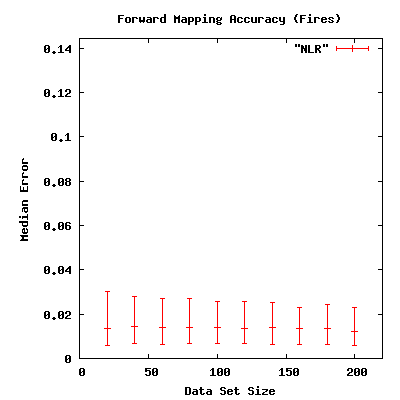 Forward Mapping Accuracy (Fires)
"NLR"
0.14
0.12
0.1
0.08
0.06
0.04
0.02
0
Median Error
0 50 100 150 200
Data Set Size